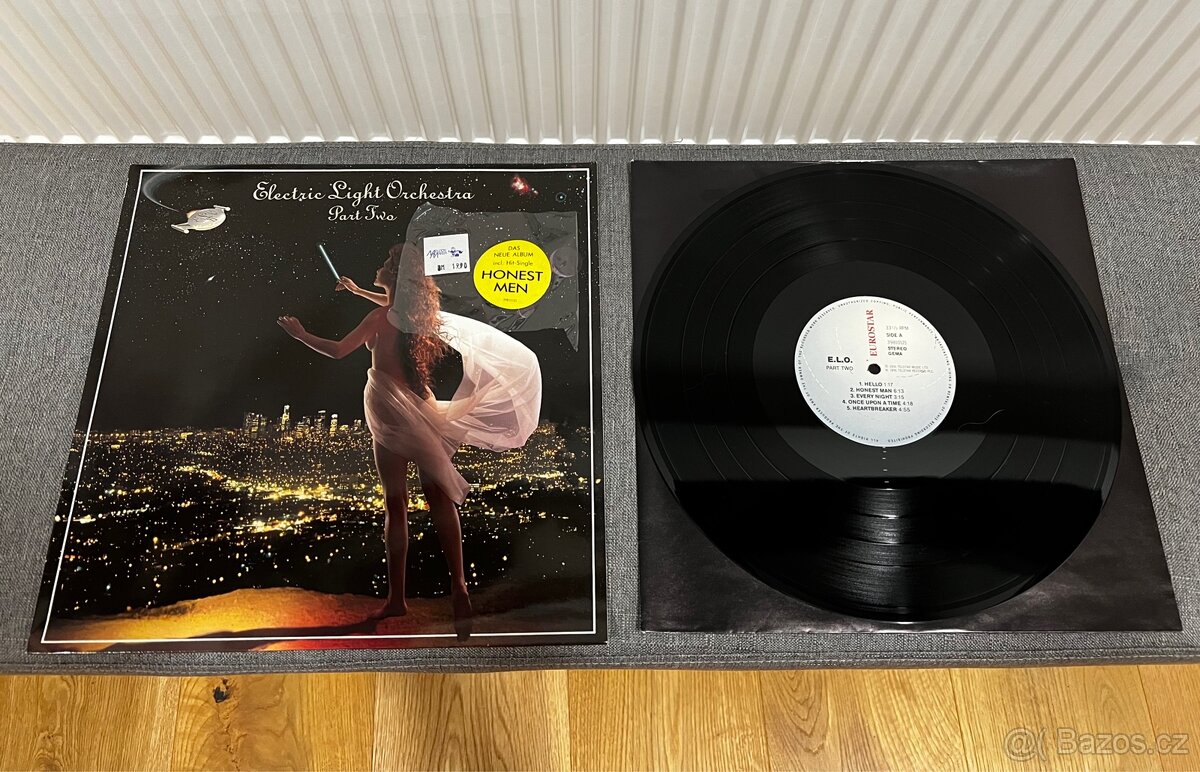 Electric Light Orchestra
Part Two
DM 19.90
DAS
NEUE ALBUM
incl. Hit-Single
HONEST
MEN
EUROSTAR
33⅓ RPM
SIDE A
STEREO
GEMA
E.L.O.
PART TWO
1. HELLO 1:17
2. HONEST MAN 6:13
3. EVERY NIGHT 3:15
4. ONCE UPON A TIME 4:18
5. HEARTBREAKER 4:55
@( Bazos.cz